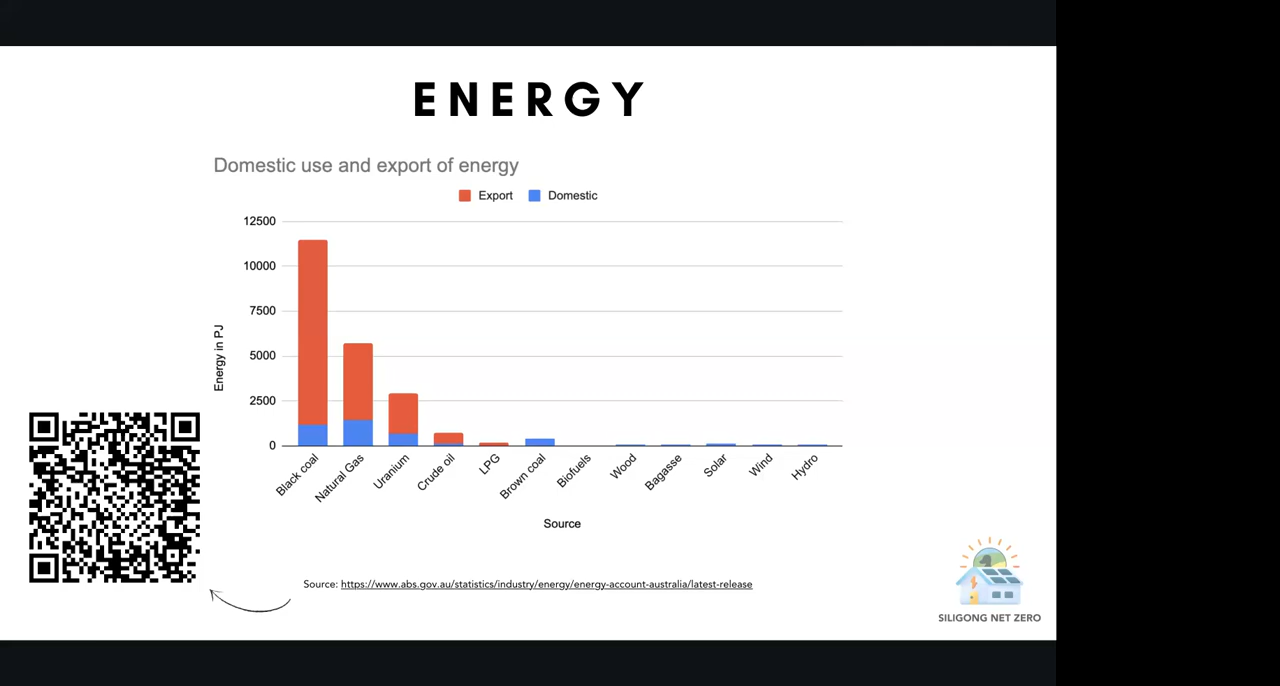 ENERGY
Domestic use and export of energy
Export Domestic
12500
10000
7500
5000
2500
0
Energy in PJ
Black coal
Natural Gas
Uranium
Crude oil
LPG
Brown coal
Biofuels
Wood
Bagasse
Solar
Wind
Hydro
Source
Source: https://www.abs.gov.au/statistics/industry/energy/energy-account-australia/latest-release
SILIGONG NET ZERO